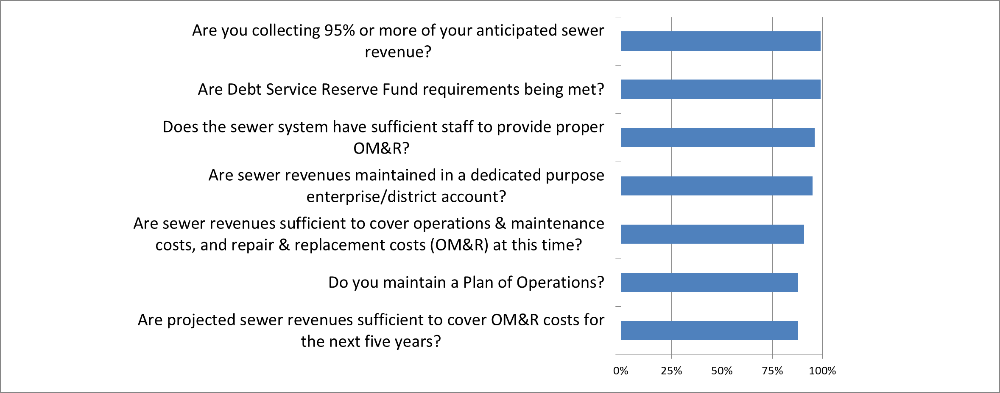 Are you collecting 95% or more of your anticipated sewer
revenue?
Are Debt Service Reserve Fund requirements being met?
Does the sewer system have sufficient staff to provide proper
OM&R?
Are sewer revenues maintained in a dedicated purpose
enterprise/district account?
Are sewer revenues sufficient to cover operations & maintenance
costs, and repair & replacement costs (OM&R) at this time?
Do you maintain a Plan of Operations?
Are projected sewer revenues sufficient to cover OM&R costs for
the next five years?
0% 25% 50% 75% 100%